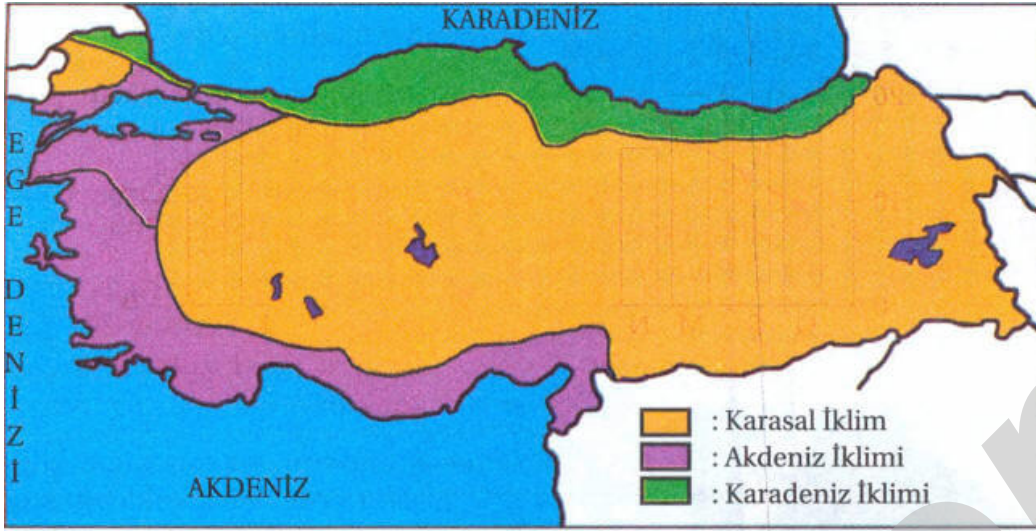 KARADENİZ
EGE DENİZİ
AKDENİZ
: Karasal İklim
: Akdeniz İklimi
: Karadeniz İklimi